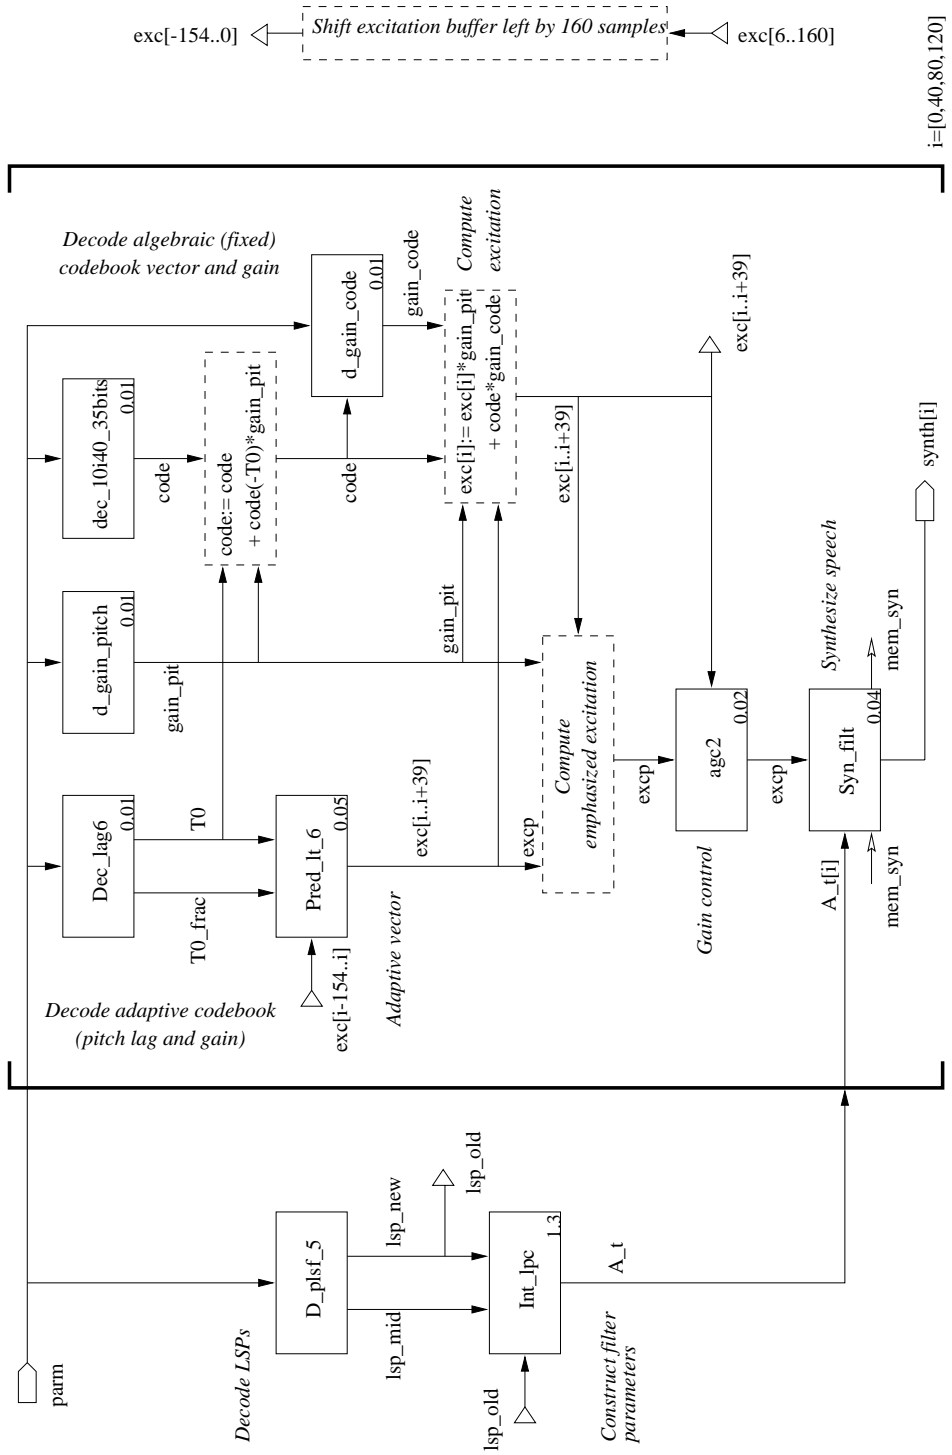 exc[-154..0]
Shift excitation buffer left by 160 samples
exc[6..160]
i=[0,40,80,120]
Decode algebraic (fixed)
codebook vector and gain
dec_10i40_35bits
0.01
code
code:= code
+ code(-T0)*gain_pit
d_gain_code
0.01
gain_code
code
Compute
excitation
exc[i]:= exc[i]*gain_pit
+ code*gain_code
exc[i..i+39]
exc[i..i+39]
d_gain_pitch
0.01
gain_pit
gain_pit
Dec_lag6
0.01
T0
T0_frac
Pred_lt_6
0.05
exc[i-154..i]
exc[i..i+39]
Adaptive vector
Decode adaptive codebook
(pitch lag and gain)
excp
Compute
emphasized excitation
excp
agc2
0.02
Gain control
excp
Syn_filt
0.04
Synthesize speech
mem_syn
mem_syn
synth[i]
A_t[i]
parm
D_plsf_5
Decode LSPs
lsp_new
lsp_mid
lsp_old
Int_lpc
1.3
lsp_old
A_t
Construct filter
parameters